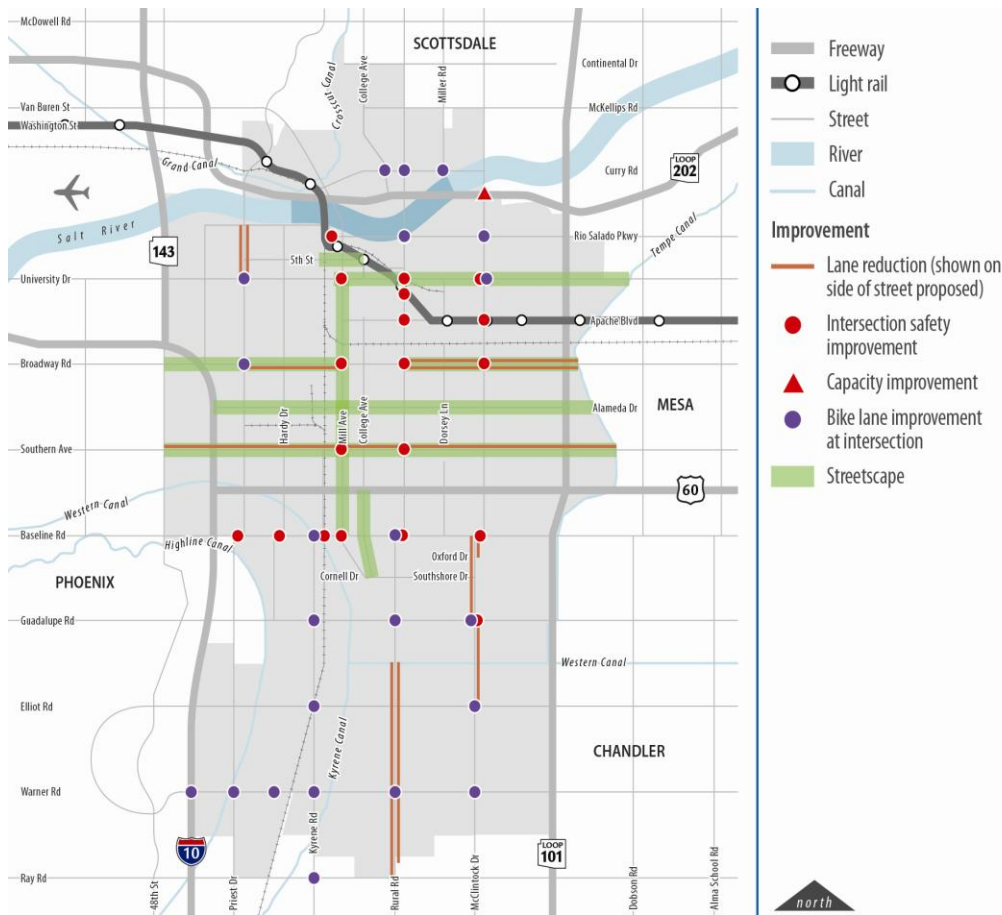 McDowell Rd
SCOTTSDALE
Crosscut Canal
College Ave
Miller Rd
Continental Dr
Van Buren St
Washington St
McKellips Rd
Grand Canal
Curry Rd
LOOP
202
Salt River
143
5th St
Rio Salado Pkwy
Tempe Canal
University Dr
Apache Blvd
Broadway Rd
Hardy Dr
Mill Ave
College Ave
Dorsey Ln
Alameda Dr
MESA
Southern Ave
60
Western Canal
Baseline Rd
Highline Canal
Oxford Dr
PHOENIX
Cornell Dr
Southshore Dr
Guadalupe Rd
Western Canal
Elliot Rd
Kyrene Canal
CHANDLER
Warner Rd
Kyrene Rd
10
LOOP
101
Ray Rd
48th St
Priest Dr
Rural Rd
McClintock Dr
Dobson Rd
Alma School Rd
Freeway
Light rail
Street
River
Canal
Improvement
Lane reduction (shown on
side of street proposed)
Intersection safety
improvement
Capacity improvement
Bike lane improvement
at intersection
Streetscape
north